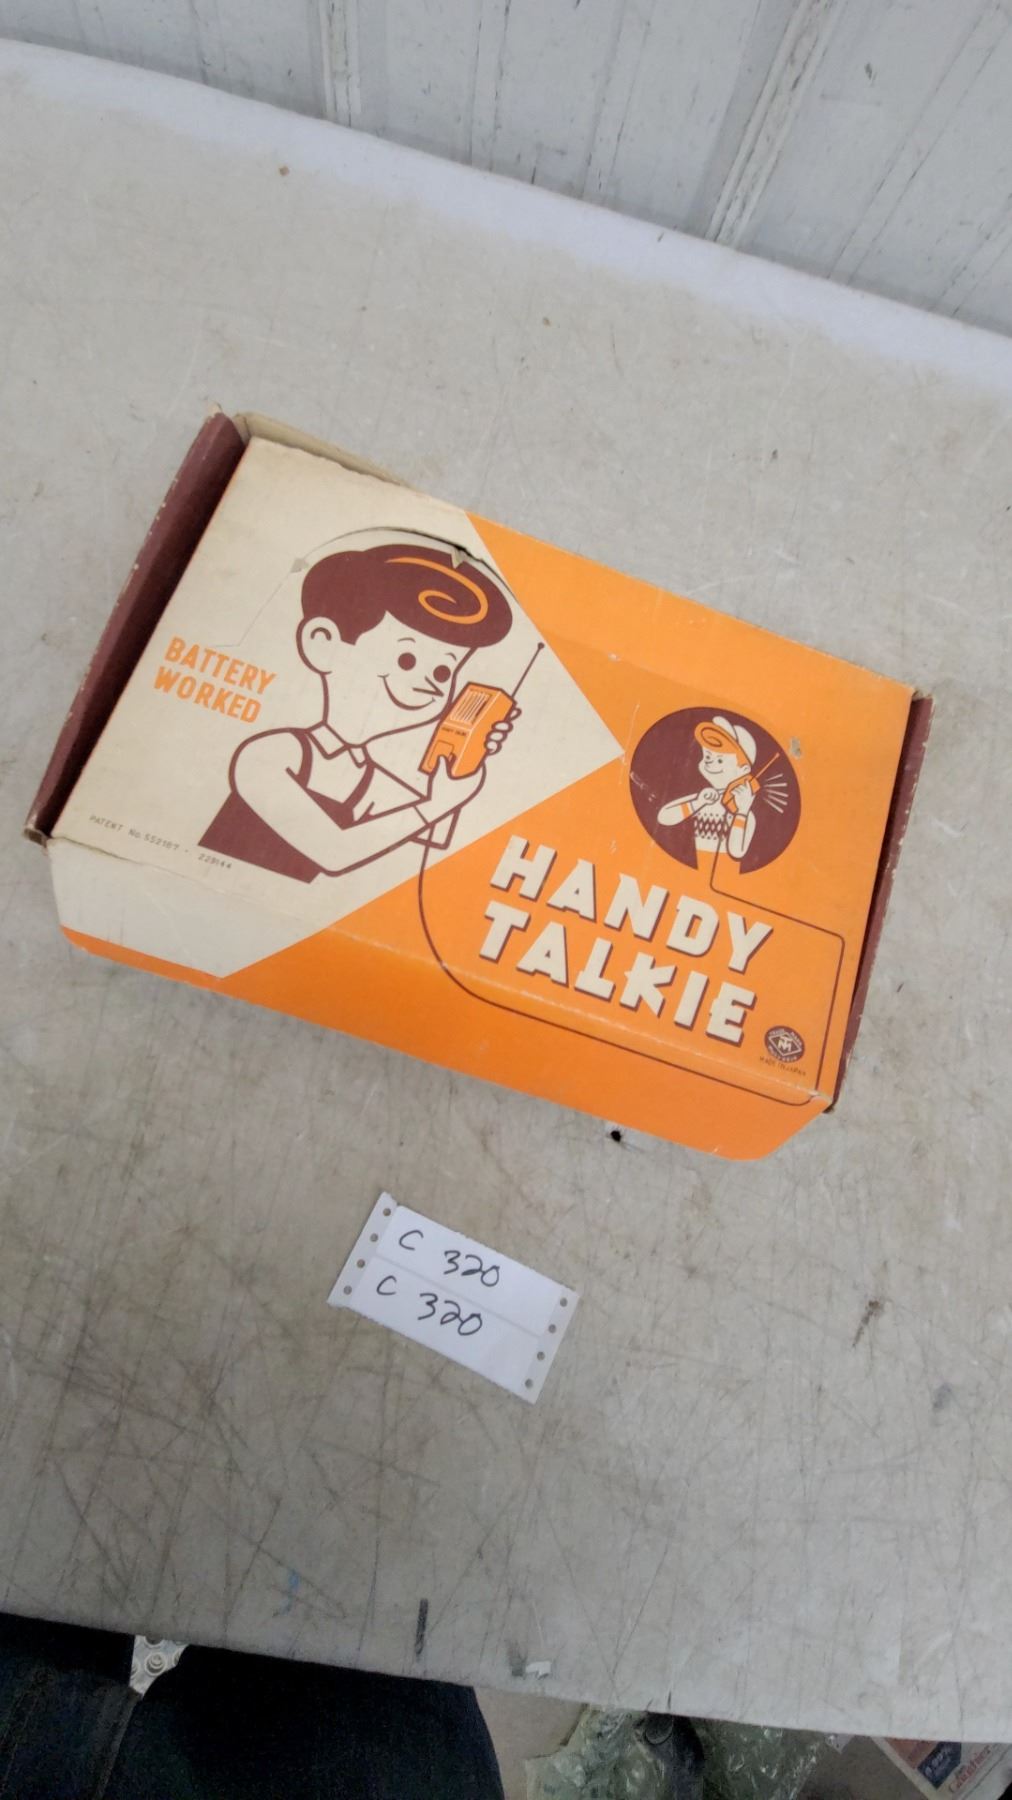 BATTERY
WORKED
PATENT No. 552187 - 229144
HANDY
TALKIE
MADE IN JAPAN
C 320
C 320